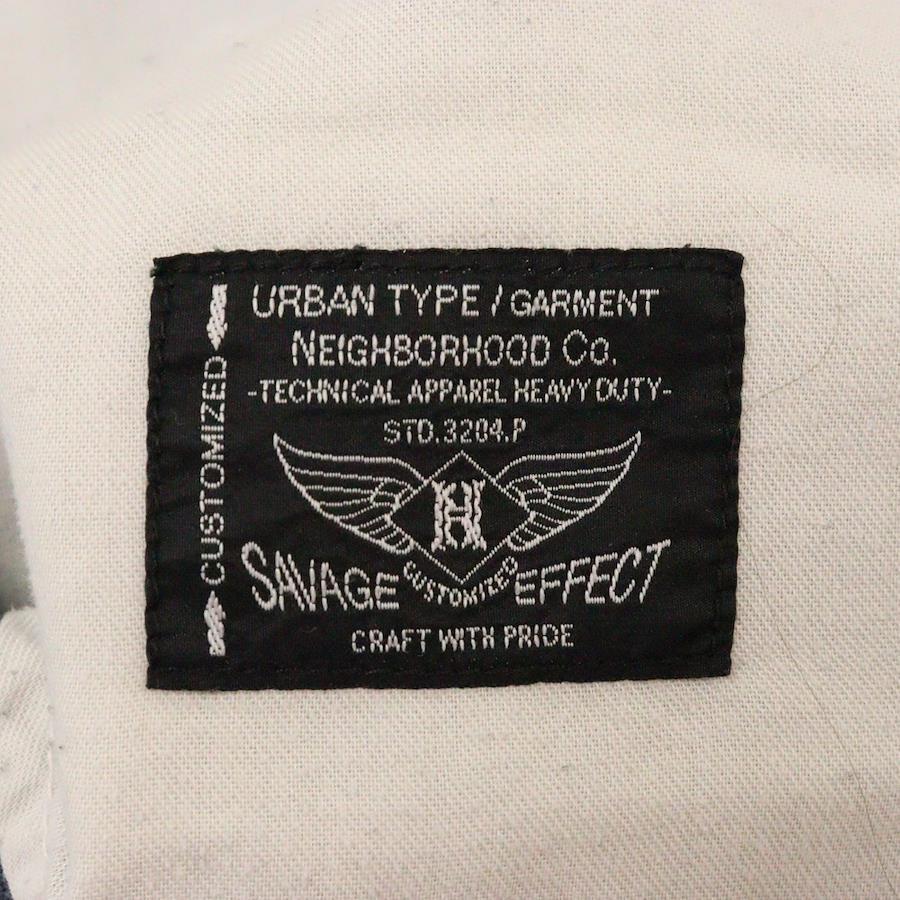 URBAN TYPE / GARMENT
NEIGHBORHOOD CO.
-TECHNICAL APPAREL HEAVY DUTY-
STD.3204.P
H
SAVAGE CUSTOMIZED EFFECT
CRAFT WITH PRIDE
CUSTOMIZED